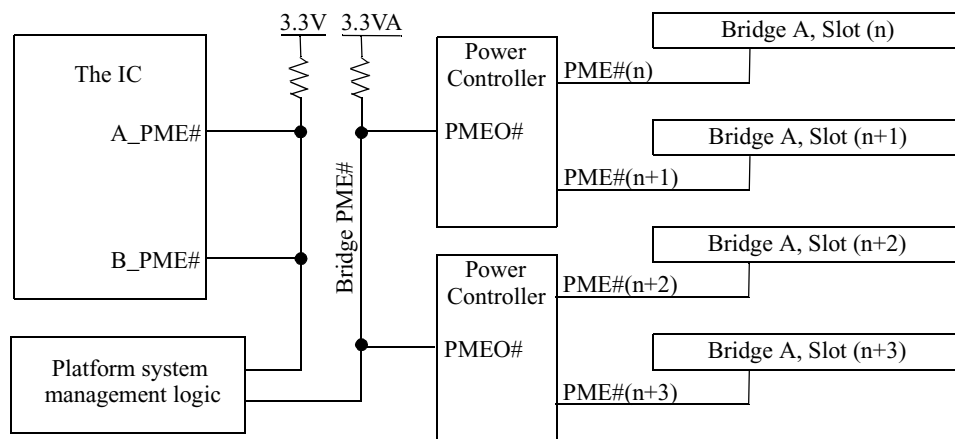 3.3V
3.3VA
The IC
A_PME#
B_PME#
Platform system
management logic
Bridge PME#
Power
Controller
PMEO#
PME#(n)
PME#(n+1)
Power
Controller
PMEO#
PME#(n+2)
PME#(n+3)
Bridge A, Slot (n)
Bridge A, Slot (n+1)
Bridge A, Slot (n+2)
Bridge A, Slot (n+3)